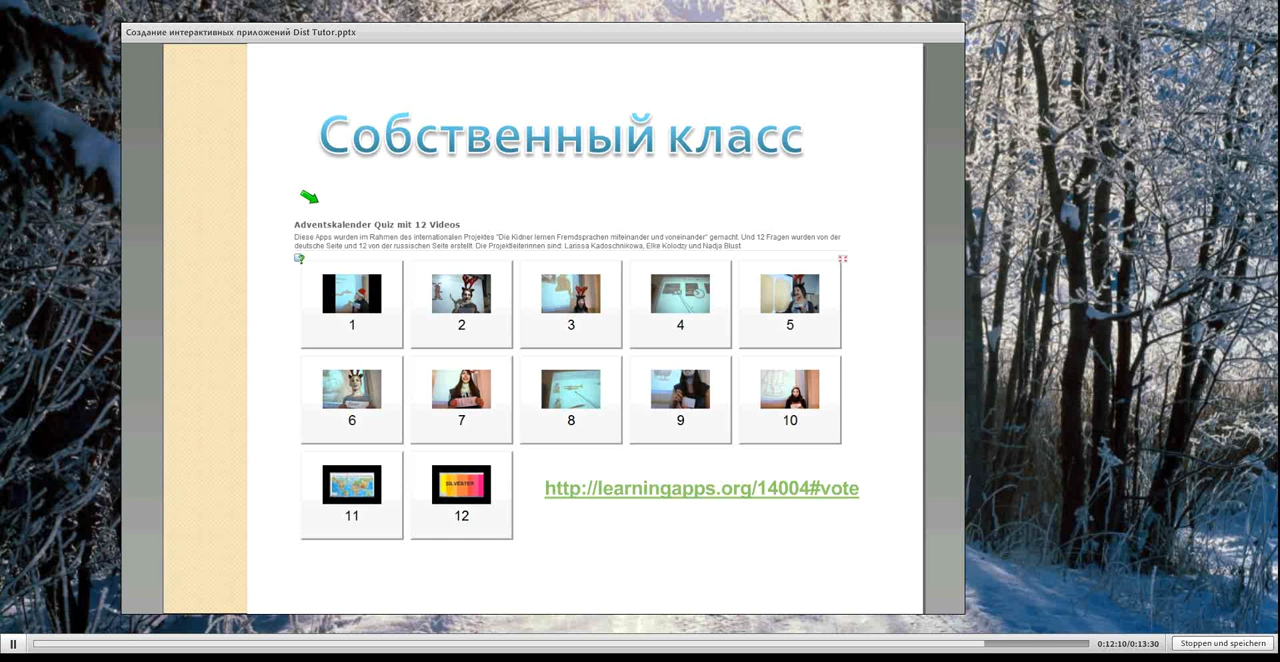 Создание интерактивных приложений Dist Tutor.pptx
Собственный класс
Adventskalender Quiz mit 12 Videos
Diese Apps wurden im Rahmen des internationalen Projektes "Die Kidner lernen Fremdsprachen miteinander und voneinander" gemacht. Und 12 Fragen wurden von der
deutsche Seite und 12 von der russischen Seite erstellt. Die Projektleiterinnen sind: Larissa Kadoschnikowa, Elke Kolodzy und Nadja Blust
1 2 3 4 5
6 7 8 9 10
SILVESTER
http://learningapps.org/14004#vote
11 12
0:12:10/0:13:30 Stoppen und speichern